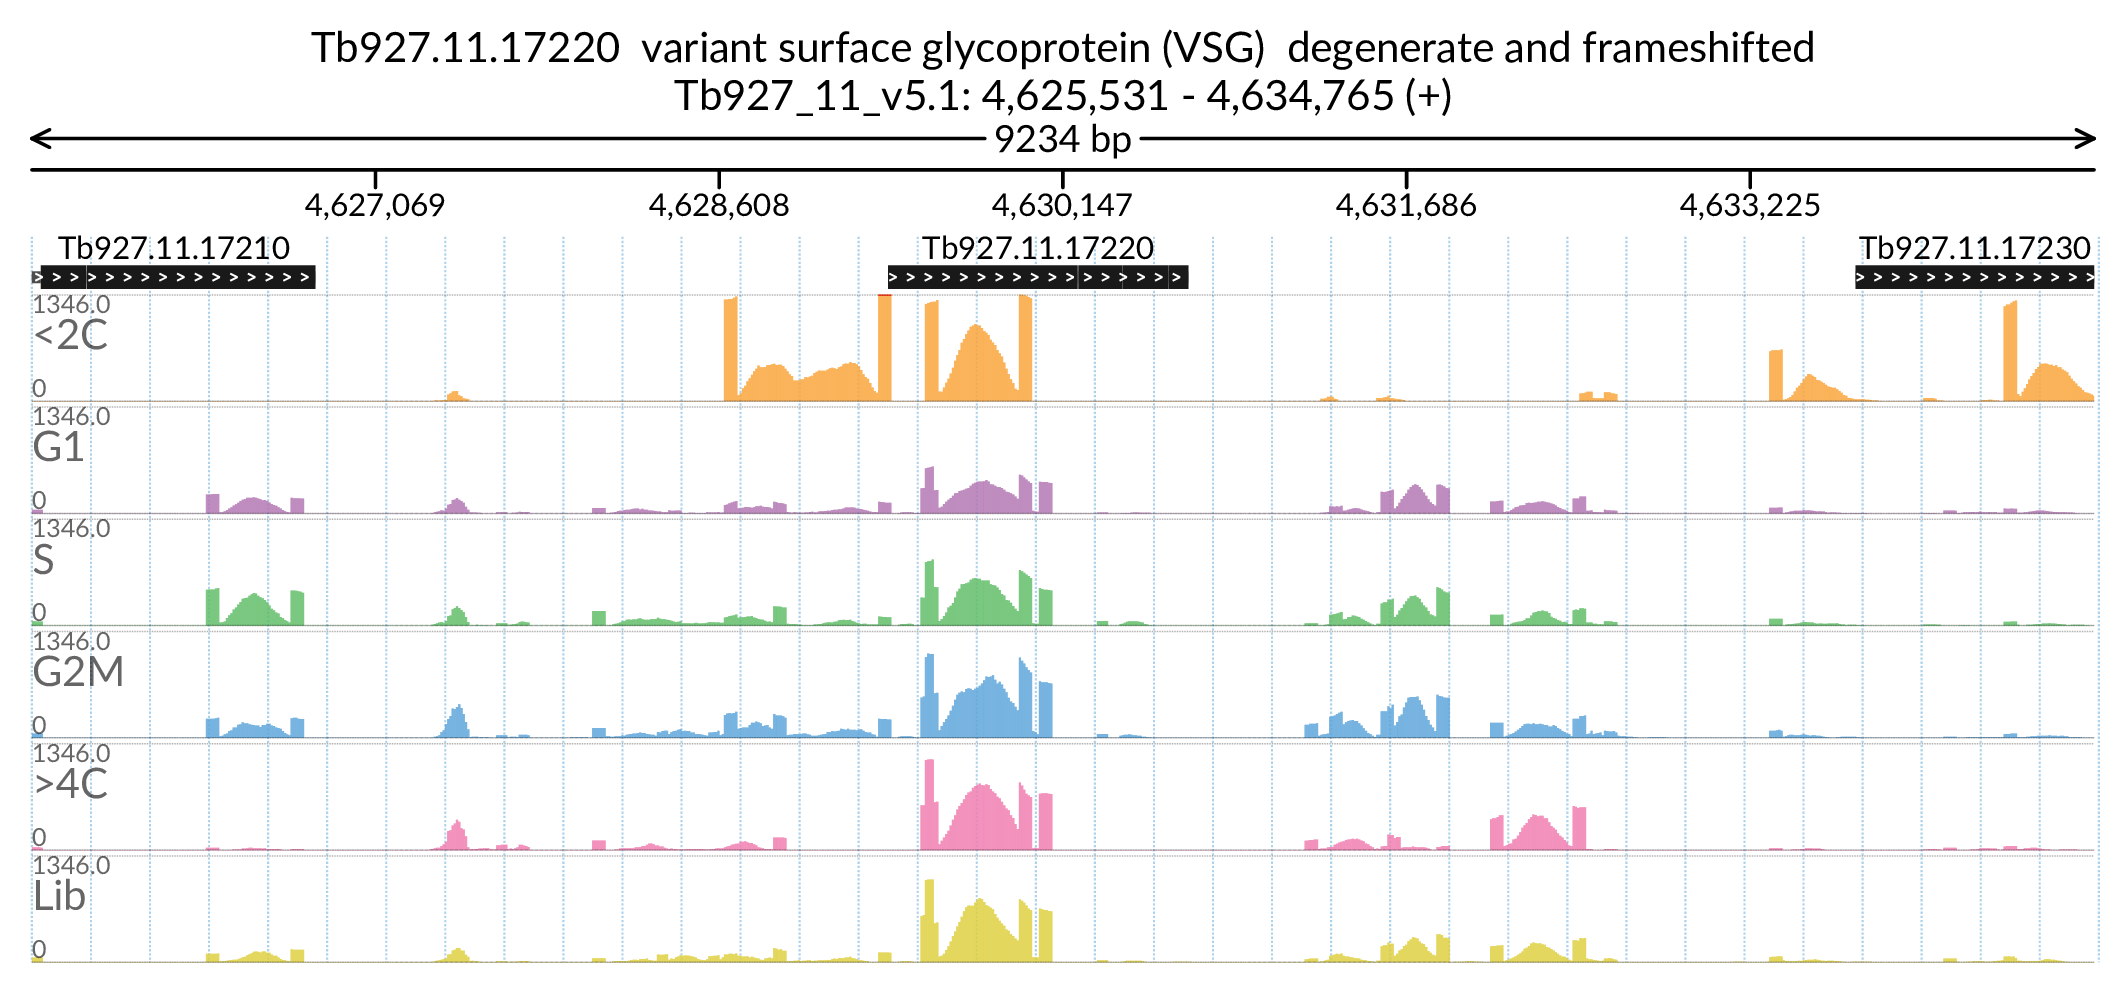 Tb927.11.17220  variant surface glycoprotein (VSG)  degenerate and frameshifted
Tb927_11_v5.1: 4,625,531 - 4,634,765 (+)
9234 bp
4,627,069 4,628,608 4,630,147 4,631,686 4,633,225
Tb927.11.17210 Tb927.11.17220 Tb927.11.17230
1346.0
<2C
0
1346.0
G1
0
1346.0
S
0
1346.0
G2M
0
1346.0
>4C
0
1346.0
Lib
0